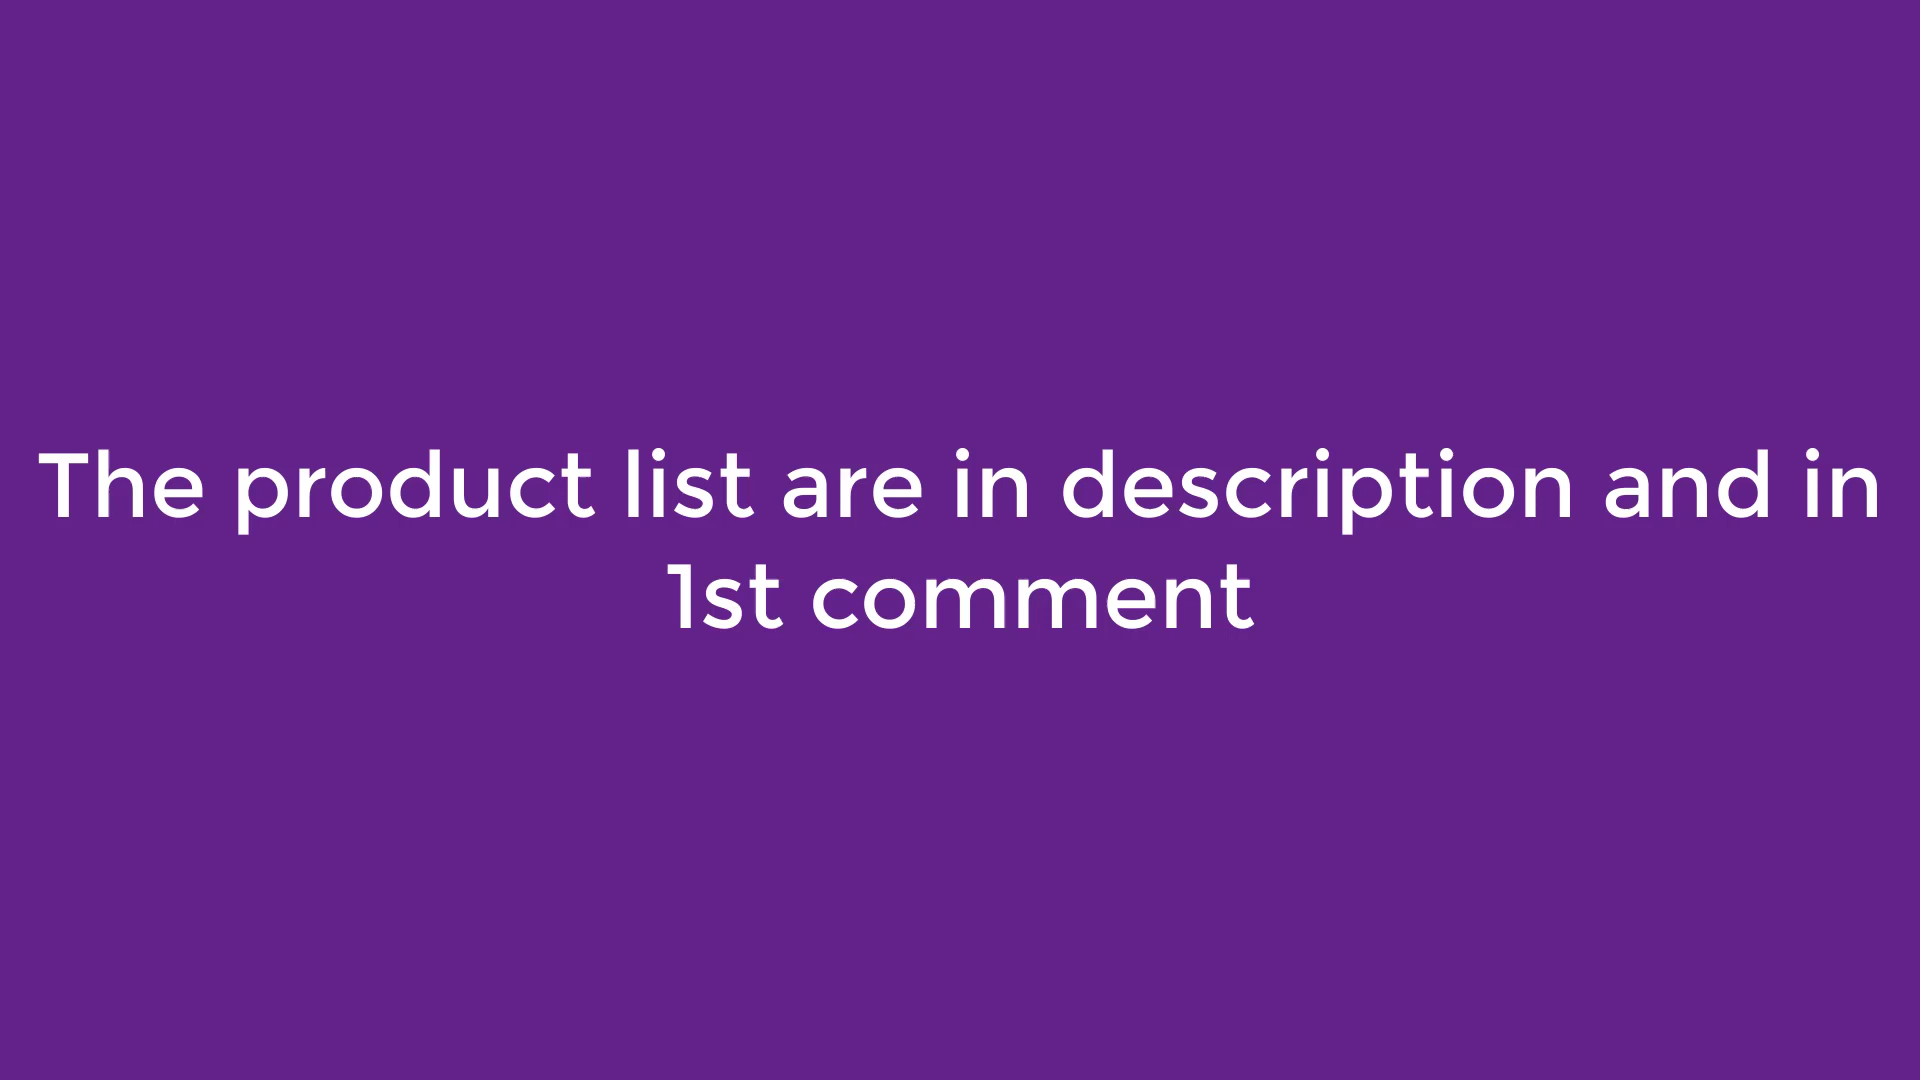 The product list are in description and in
1st comment